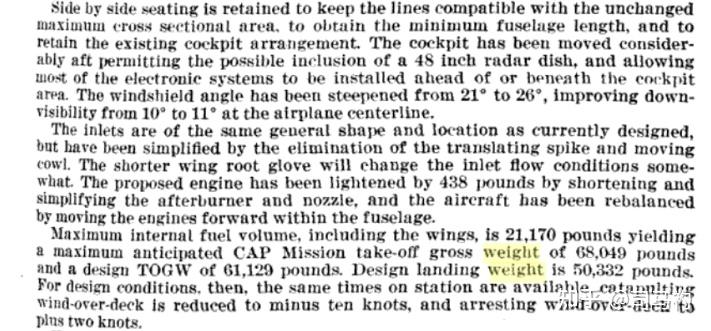 Side by side seating is retained to keep the lines compatible with the unchanged
maximum cross sectional area, to obtain the minimum fuselage length, and to
retain the existing cockpit arrangement. The cockpit has been moved consider-
ably aft permitting the possible inclusion of a 48 inch radar dish, and allowing
most of the electronic systems to be installed ahead of or beneath the cockpit
area. The windshield angle has been steepened from 21° to 26°, improving down-
visibility from 10° to 11° at the airplane centerline.
The inlets are of the same general shape and location as currently designed,
but have been simplified by the elimination of the translating spike and moving
cowl. The shorter wing root glove will change the inlet flow conditions some-
what. The proposed engine has been lightened by 438 pounds by shortening and
simplifying the afterburner and nozzle, and the aircraft has been rebalanced
by moving the engines forward within the fuselage.
Maximum internal fuel volume, including the wings, is 21,170 pounds yielding
a maximum anticipated CAP Mission take-off gross weight of 68,049 pounds
and a design TOGW of 61,129 pounds. Design landing weight is 50,332 pounds.
For design conditions, then, the same times on station are available, catapulting
wind-over-deck is reduced to minus ten knots, and arresting wind-over-deck to
plus two knots.
知乎